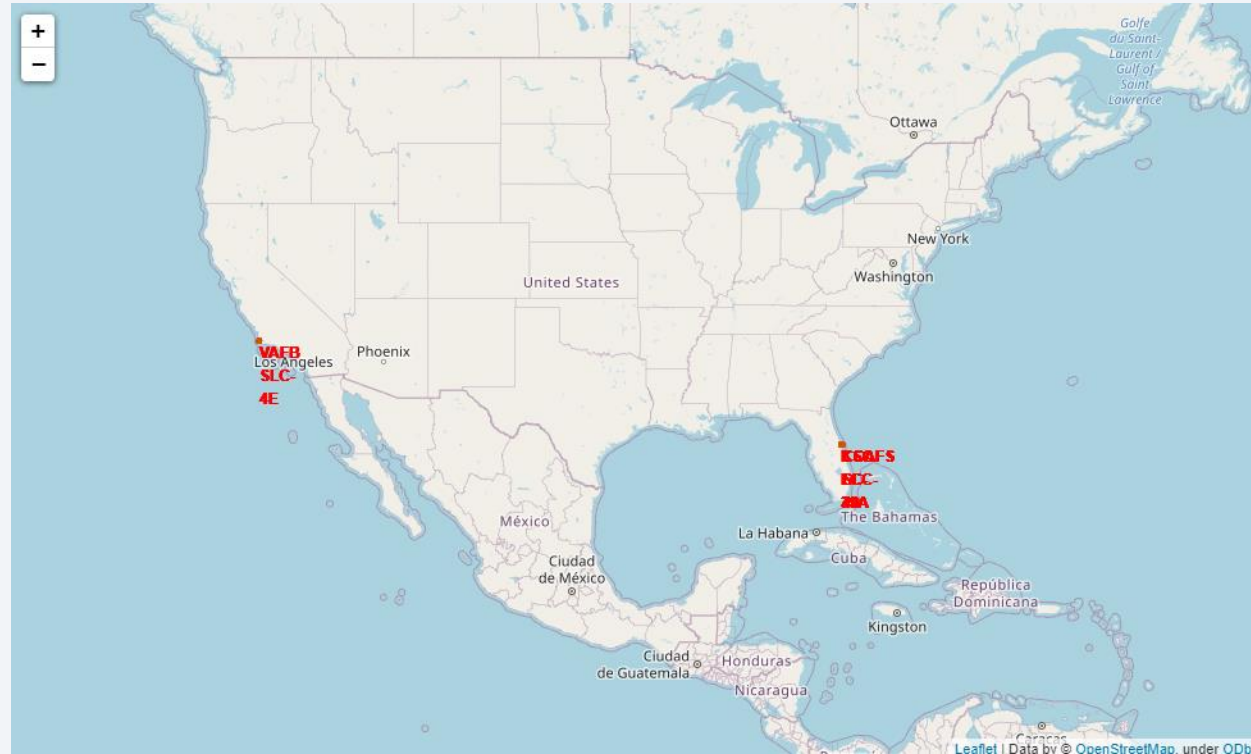 +
−
Golfe
du Saint-
Laurent /
Gulf of
Saint
Lawrence
Ottawa
New York
Washington
United States
VAFB
SLC-
4E
Los Angeles
Phoenix
The Bahamas
México
La Habana
Cuba
Ciudad
de México
República
Dominicana
Kingston
Ciudad
de Guatemala
Honduras
Nicaragua
Caracas
Leaflet | Data by © OpenStreetMap, under ODb